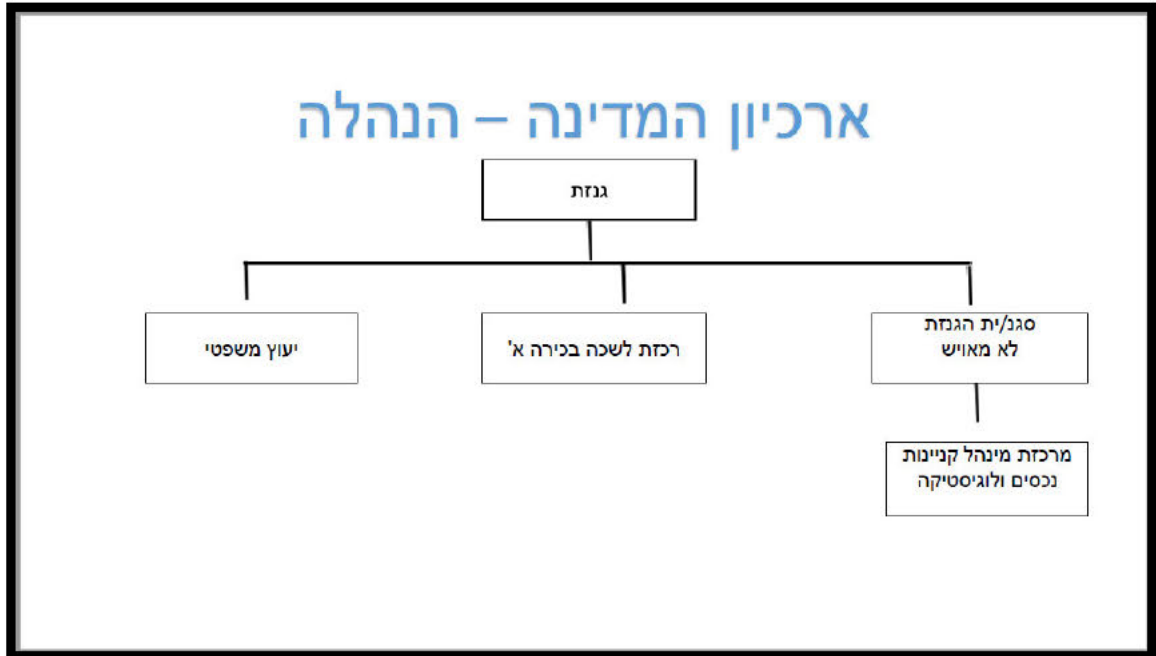 ארכיון המדינה – הנהלה
גנזת
סגנ/ית הגנזת
לא מאויש
רכזת לשכה בכירה א'
יעוץ משפטי
מרכזת מינהל קניינות
נכסים ולוגיסטיקה